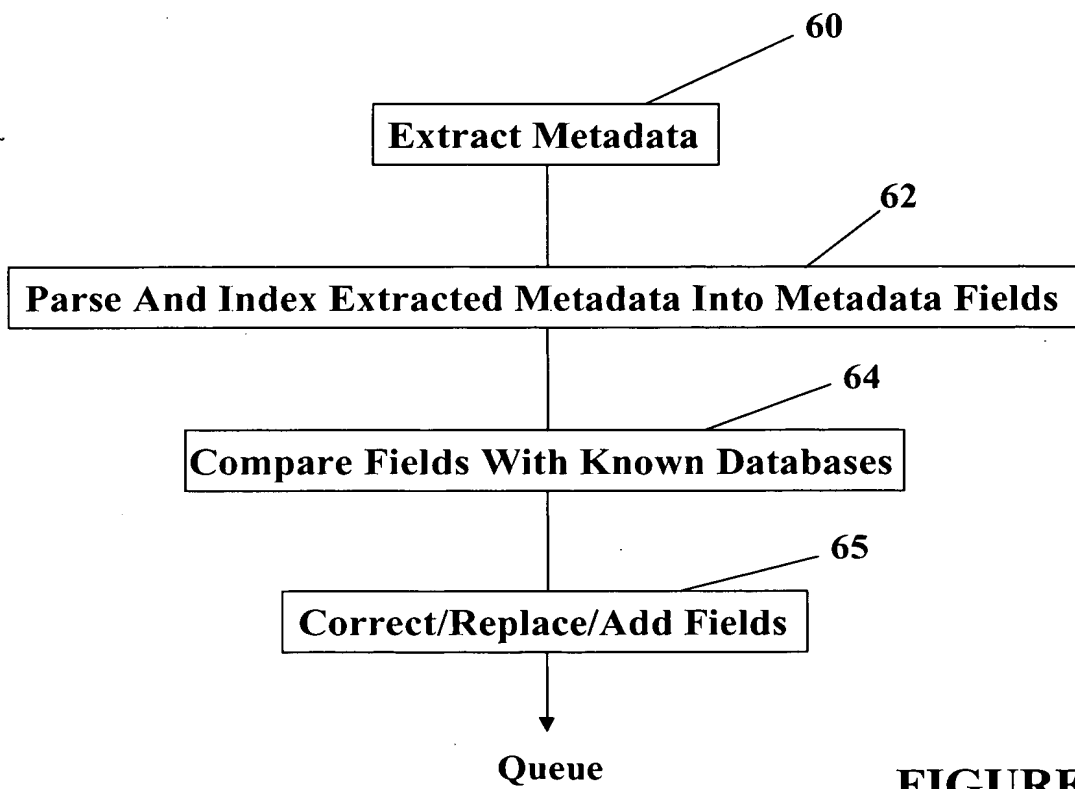 60
Extract Metadata
62
Parse And Index Extracted Metadata Into Metadata Fields
64
Compare Fields With Known Databases
65
Correct/Replace/Add Fields
Queue
FIGURE